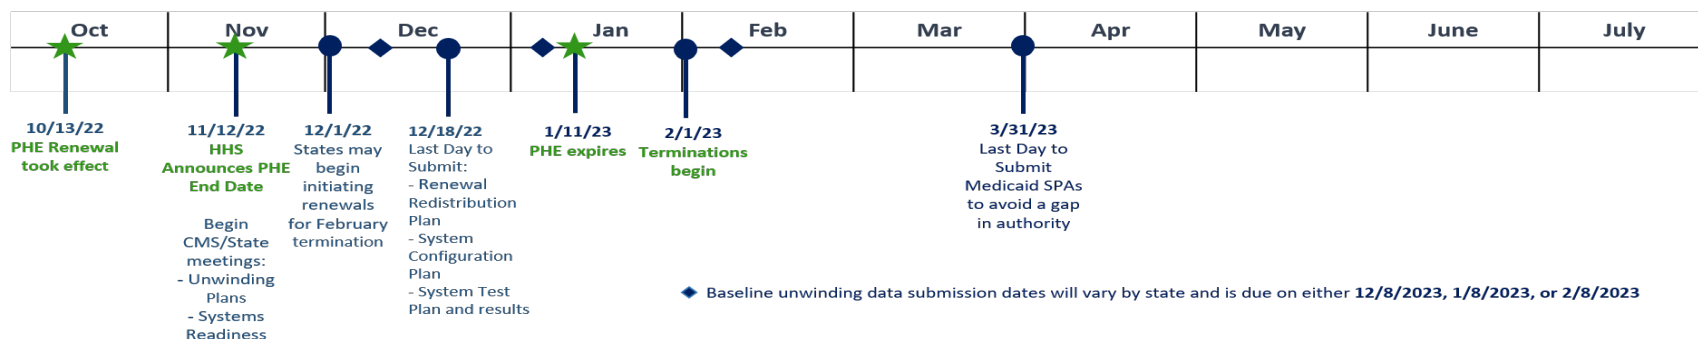 Oct
Nov
Dec
Jan
Feb
Mar
Apr
May
June
July
10/13/22
PHE Renewal
took effect
11/12/22
HHS
Announces PHE
End Date
Begin
CMS/State
meetings:
- Unwinding
Plans
- Systems
Readiness
12/1/22
States may
begin
initiating
renewals
for February
termination
12/18/22
Last Day to
Submit:
- Renewal
Redistribution
Plan
- System
Configuration
Plan
- System Test
Plan and results
1/11/23
PHE expires
2/1/23
Terminations
begin
3/31/23
Last Day to
Submit
Medicaid SPAs
to avoid a gap
in authority
Baseline unwinding data submission dates will vary by state and is due on either 12/8/2023, 1/8/2023, or 2/8/2023